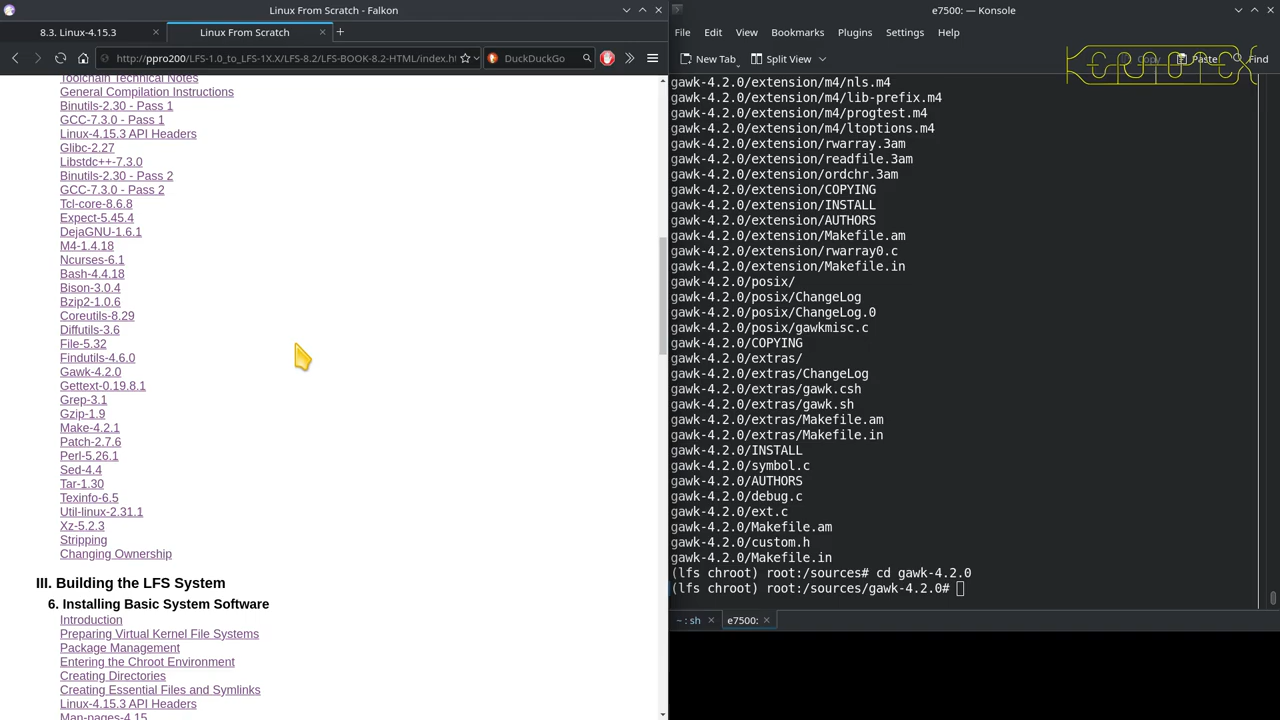 Linux From Scratch - Falkon
8.3. Linux-4.15.3
Linux From Scratch
http://ppro200/LFS-1.0_to_LFS-1X.X/LFS-8.2/LFS-BOOK-8.2-HTML/index.h
DuckDuckGo
Toolchain Technical Notes
General Compilation Instructions
Binutils-2.30 - Pass 1
GCC-7.3.0 - Pass 1
Linux-4.15.3 API Headers
Glibc-2.27
Libstdc++-7.3.0
Binutils-2.30 - Pass 2
GCC-7.3.0 - Pass 2
Tcl-core-8.6.8
Expect-5.45.4
DejaGNU-1.6.1
M4-1.4.18
Ncurses-6.1
Bash-4.4.18
Bison-3.0.4
Bzip2-1.0.6
Coreutils-8.29
Diffutils-3.6
File-5.32
Findutils-4.6.0
Gawk-4.2.0
Gettext-0.19.8.1
Grep-3.1
Gzip-1.9
Make-4.2.1
Patch-2.7.6
Perl-5.26.1
Sed-4.4
Tar-1.30
Texinfo-6.5
Util-linux-2.31.1
Xz-5.2.3
Stripping
Changing Ownership
III. Building the LFS System
6. Installing Basic System Software
Introduction
Preparing Virtual Kernel File Systems
Package Management
Entering the Chroot Environment
Creating Directories
Creating Essential Files and Symlinks
Linux-4.15.3 API Headers
Man-pages-4.15
e7500: — Konsole
File Edit View Bookmarks Plugins Settings Help
New Tab Split View Copy Paste Find
gawk-4.2.0/extension/m4/nls.m4
gawk-4.2.0/extension/m4/lib-prefix.m4
gawk-4.2.0/extension/m4/progtest.m4
gawk-4.2.0/extension/m4/ltoptions.m4
gawk-4.2.0/extension/rwarray.3am
gawk-4.2.0/extension/readfile.3am
gawk-4.2.0/extension/ordchr.3am
gawk-4.2.0/extension/COPYING
gawk-4.2.0/extension/INSTALL
gawk-4.2.0/extension/AUTHORS
gawk-4.2.0/extension/Makefile.am
gawk-4.2.0/extension/rwarray0.c
gawk-4.2.0/extension/Makefile.in
gawk-4.2.0/posix/
gawk-4.2.0/posix/ChangeLog
gawk-4.2.0/posix/ChangeLog.0
gawk-4.2.0/posix/gawkmisc.c
gawk-4.2.0/COPYING
gawk-4.2.0/extras/
gawk-4.2.0/extras/ChangeLog
gawk-4.2.0/extras/gawk.csh
gawk-4.2.0/extras/gawk.sh
gawk-4.2.0/extras/Makefile.am
gawk-4.2.0/extras/Makefile.in
gawk-4.2.0/INSTALL
gawk-4.2.0/symbol.c
gawk-4.2.0/AUTHORS
gawk-4.2.0/debug.c
gawk-4.2.0/ext.c
gawk-4.2.0/Makefile.am
gawk-4.2.0/custom.h
gawk-4.2.0/Makefile.in
(lfs chroot) root:/sources# cd gawk-4.2.0
(lfs chroot) root:/sources/gawk-4.2.0#
~ : sh
e7500: